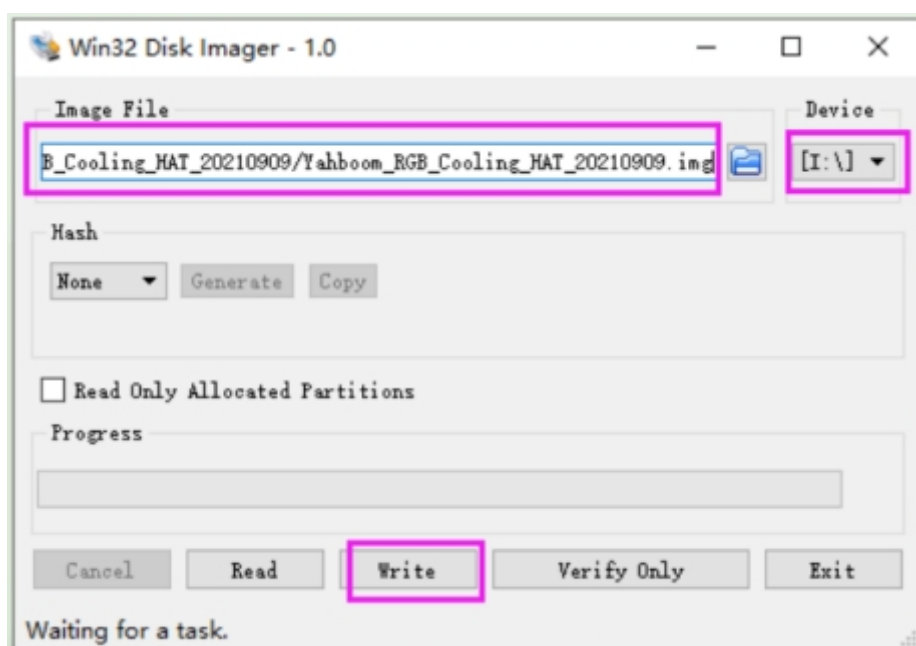 Win32 Disk Imager - 1.0
Image File
Device
B_Cooling_HAT_20210909/Yahboom_RGB_Cooling_HAT_20210909.img
[I:\]
Hash
None
Generate
Copy
Read Only Allocated Partitions
Progress
Cancel
Read
Write
Verify Only
Exit
Waiting for a task.